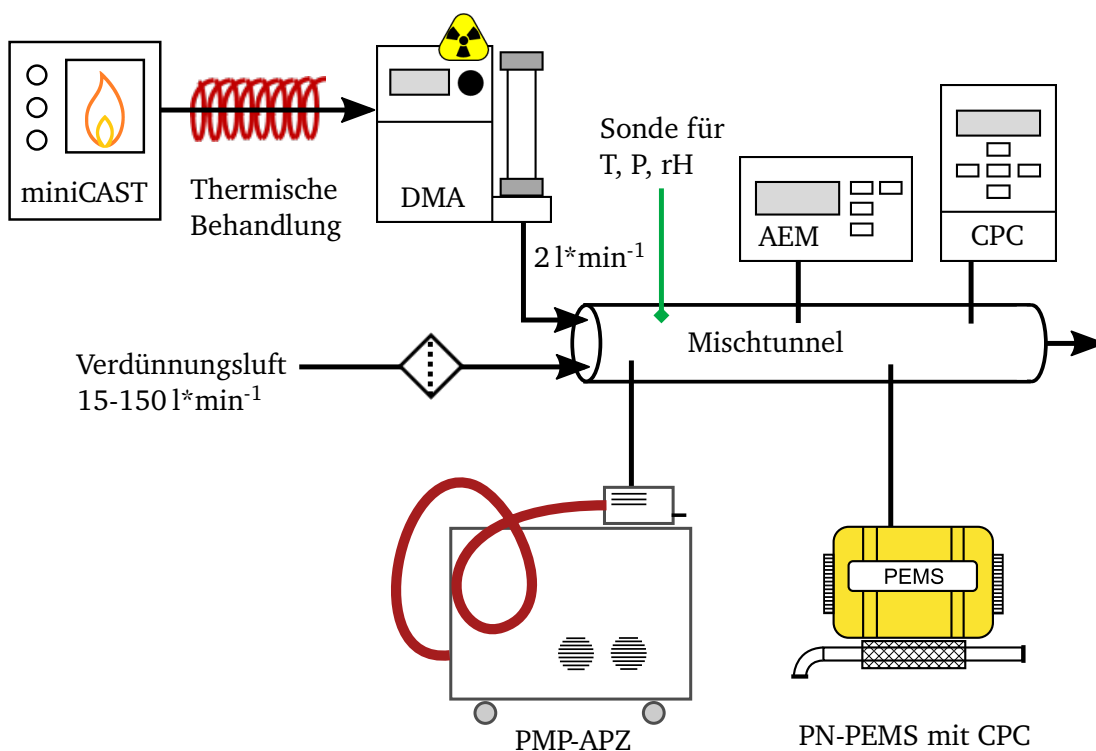 miniCAST
Thermische
Behandlung
DMA
2 l*min-1
Sonde für
T, P, rH
AEM
CPC
Verdünnungsluft
15-150 l*min-1
Mischtunnel
PEMS
PMP-APZ
PN-PEMS mit CPC